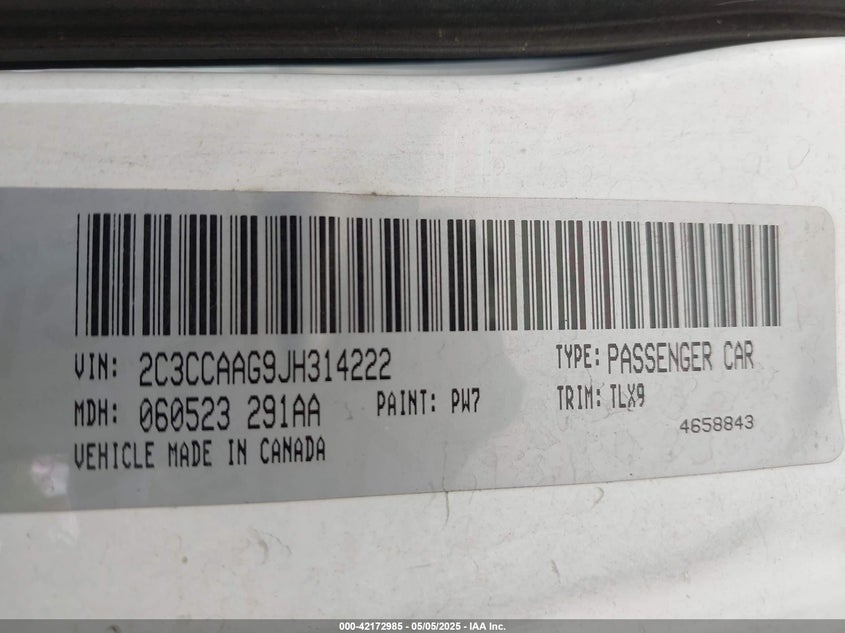 VIN: 2C3CCAAG9JH314222 TYPE: PASSENGER CAR
MDH: 060523 291AA PAINT: PW7 TRIM: TLX9
VEHICLE MADE IN CANADA 4658843
000-42172985 - 05/05/2025 - IAA Inc.